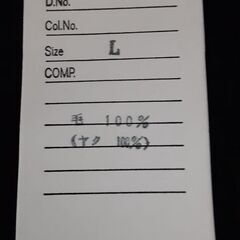 D.No.
Col.No.
Size L
COMP.
毛 100%
(ヤク 100%)